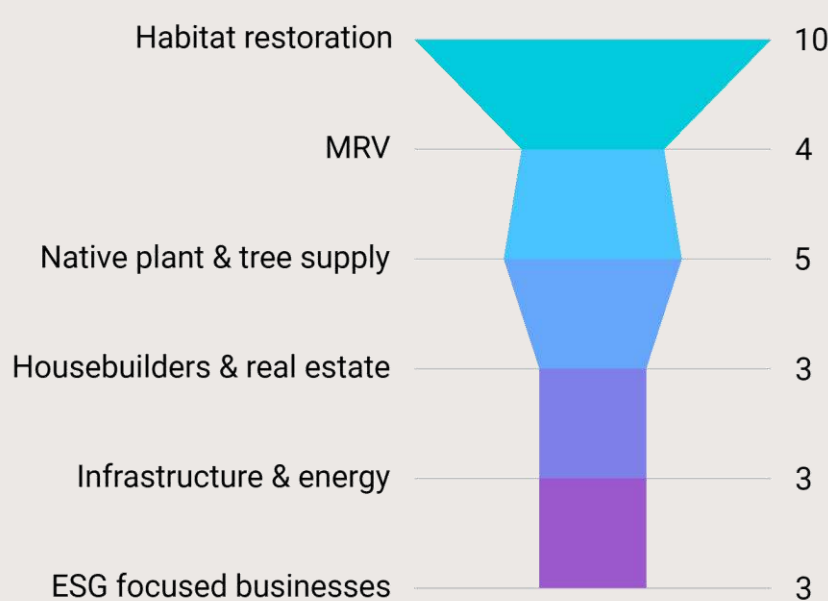 Habitat restoration 10
MRV 4
Native plant & tree supply 5
Housebuilders & real estate 3
Infrastructure & energy 3
ESG focused businesses 3